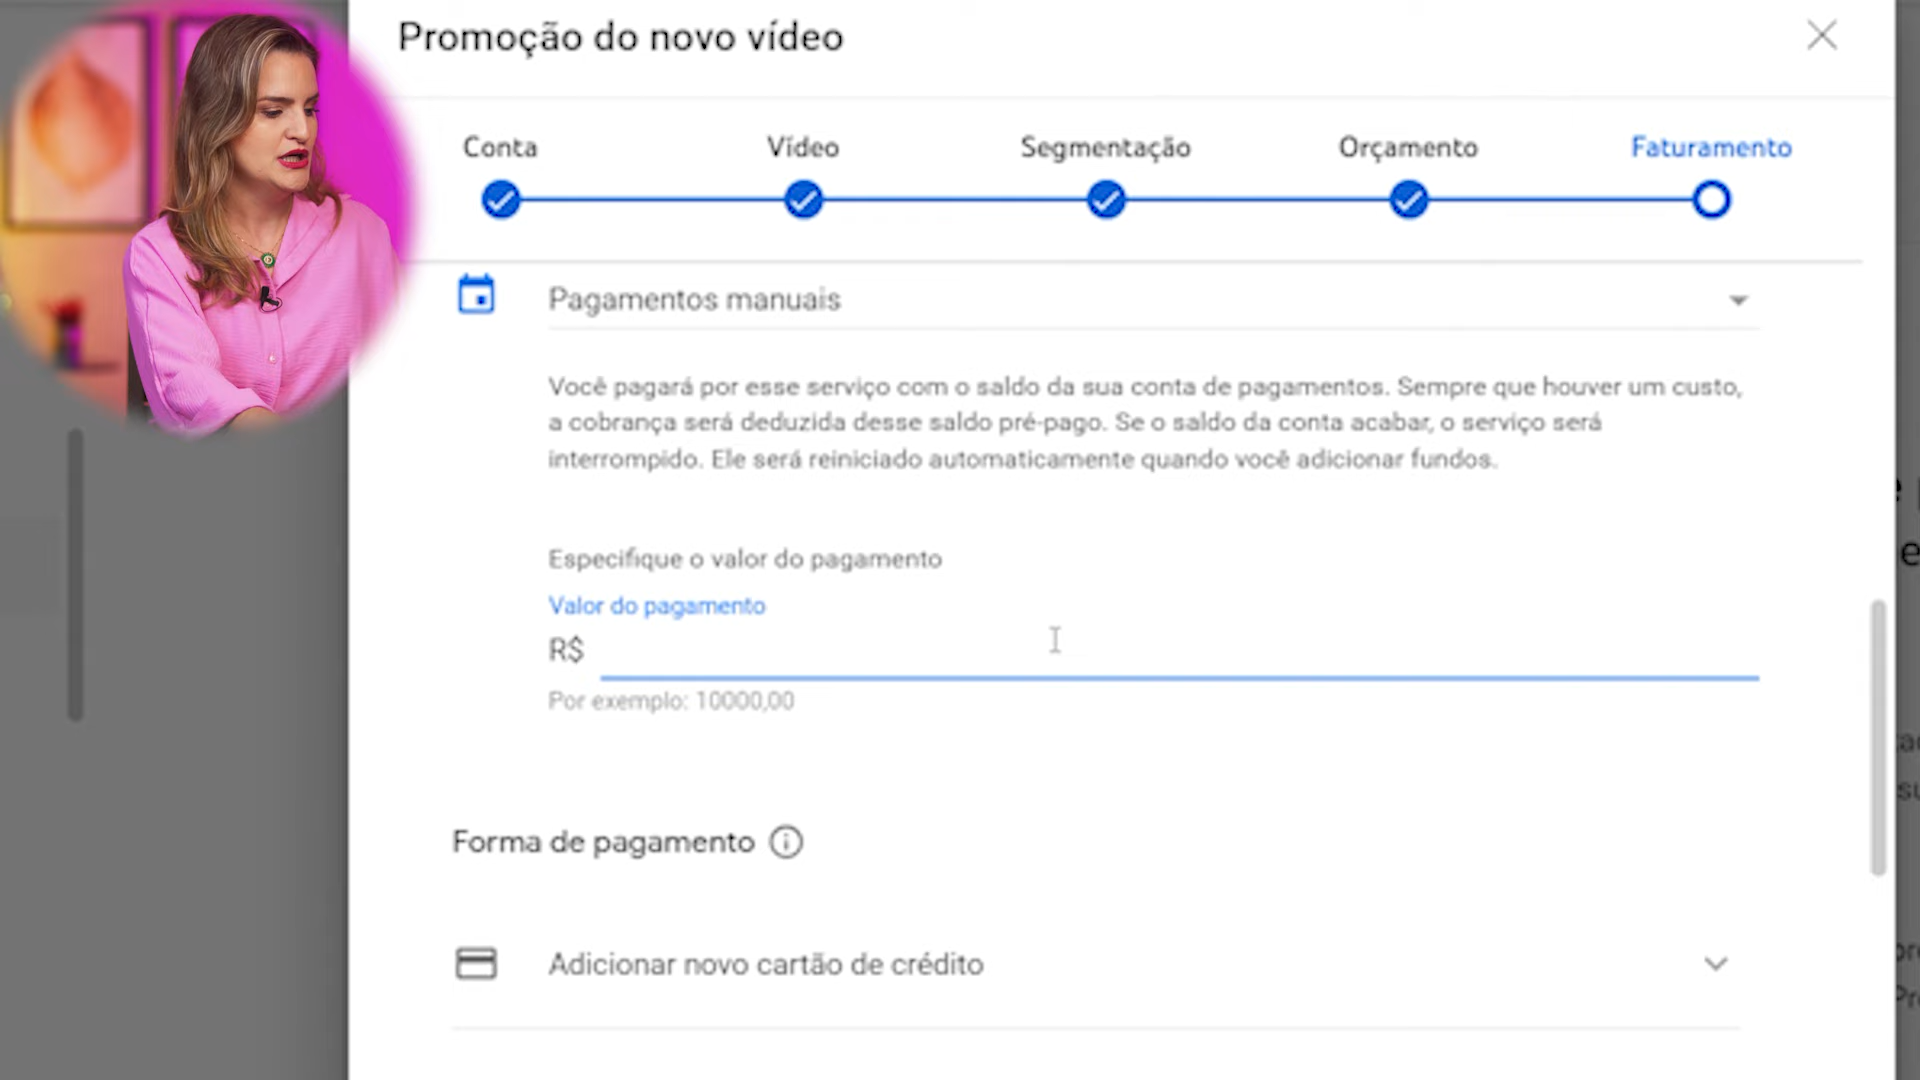 Promoção do novo vídeo
Conta
Vídeo
Segmentação
Orçamento
Faturamento
Pagamentos manuais
Você pagará por esse serviço com o saldo da sua conta de pagamentos. Sempre que houver um custo,
a cobrança será deduzida desse saldo pré-pago. Se o saldo da conta acabar, o serviço será
interrompido. Ele será reiniciado automaticamente quando você adicionar fundos.
Especifique o valor do pagamento
Valor do pagamento
R$
Por exemplo: 10000,00
Forma de pagamento
Adicionar novo cartão de crédito